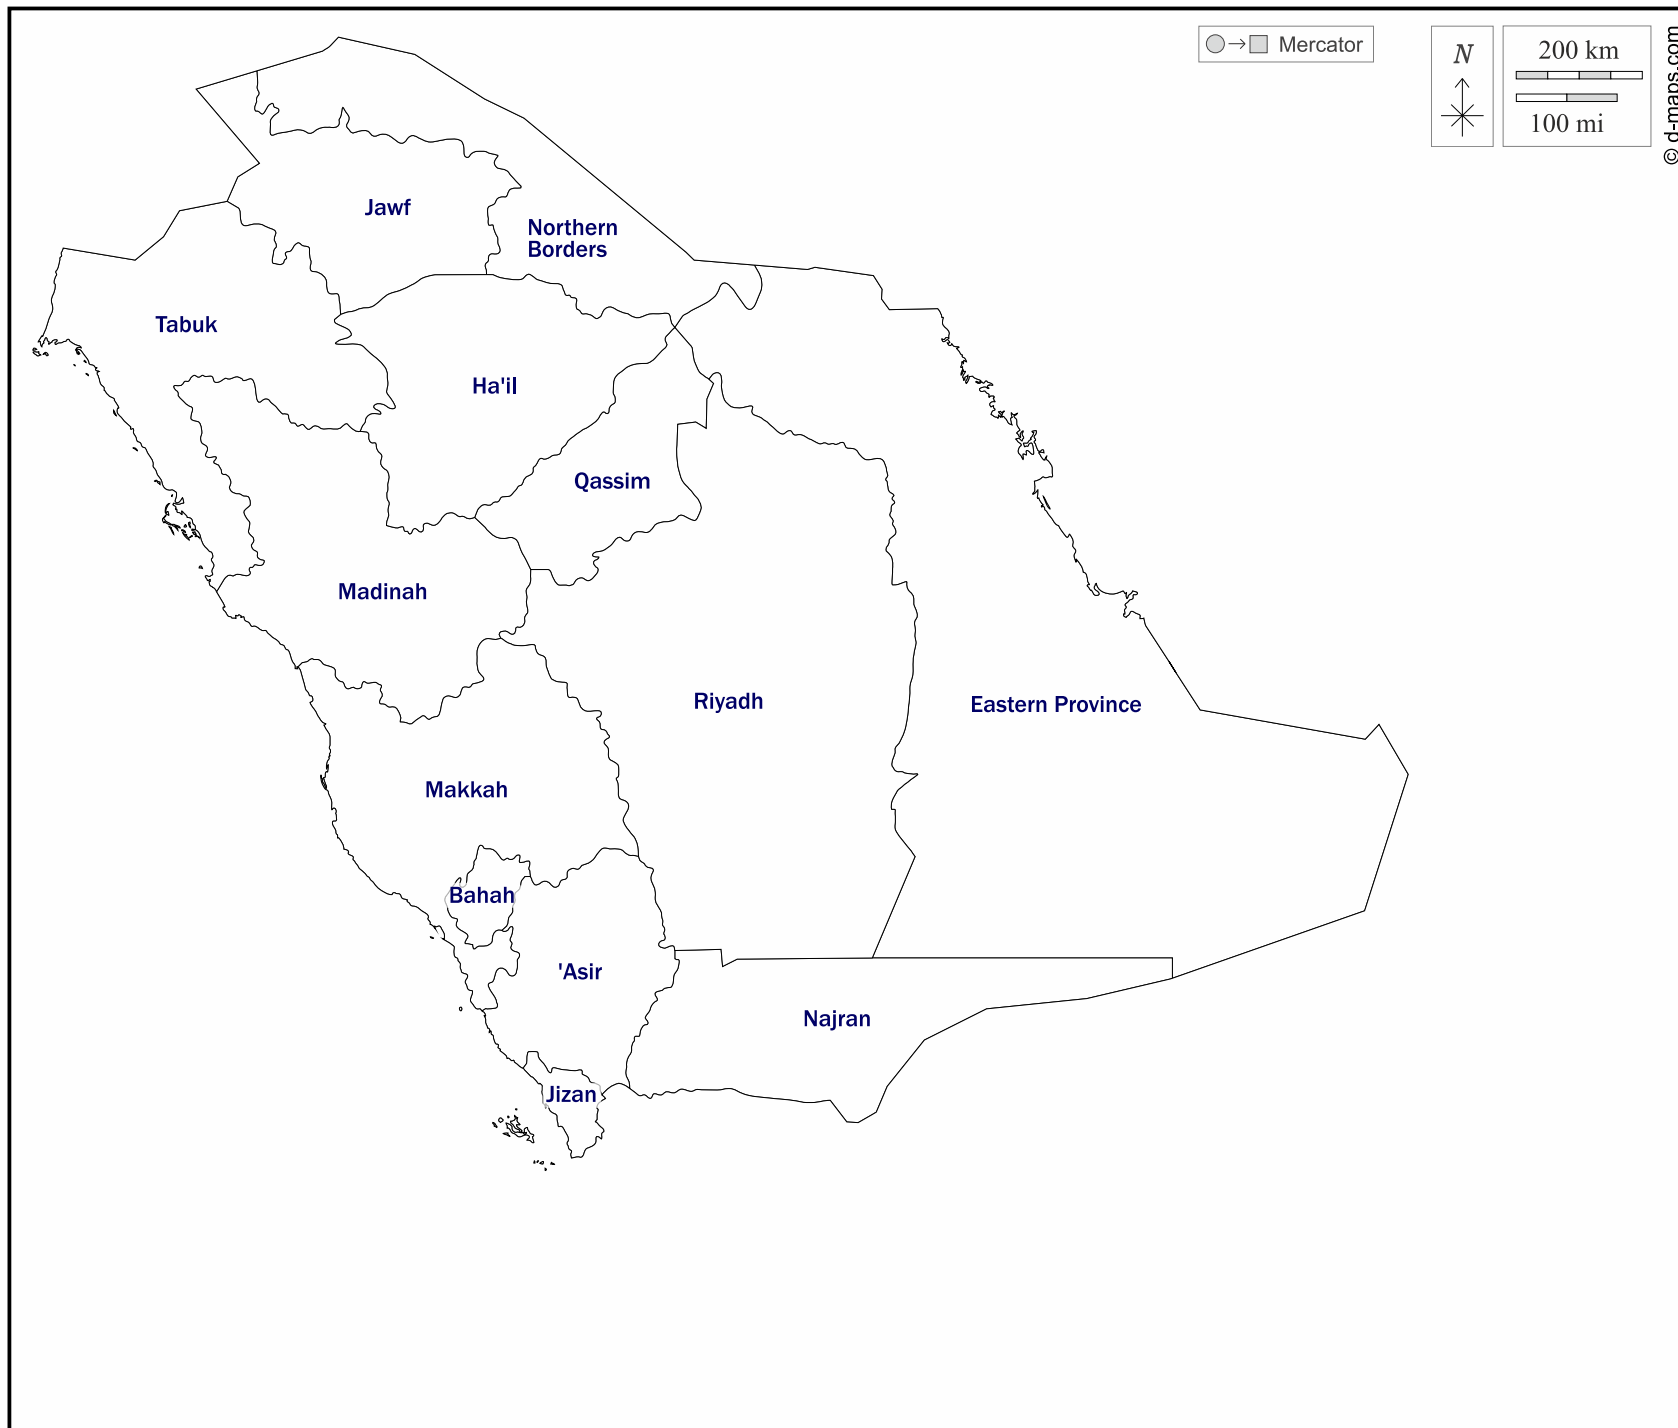 Mercator
N
200 km
100 mi
© d-maps.com
Jawf
Northern
Borders
Tabuk
Ha'il
Qassim
Madinah
Riyadh
Eastern Province
Makkah
Bahah
'Asir
Najran
Jizan